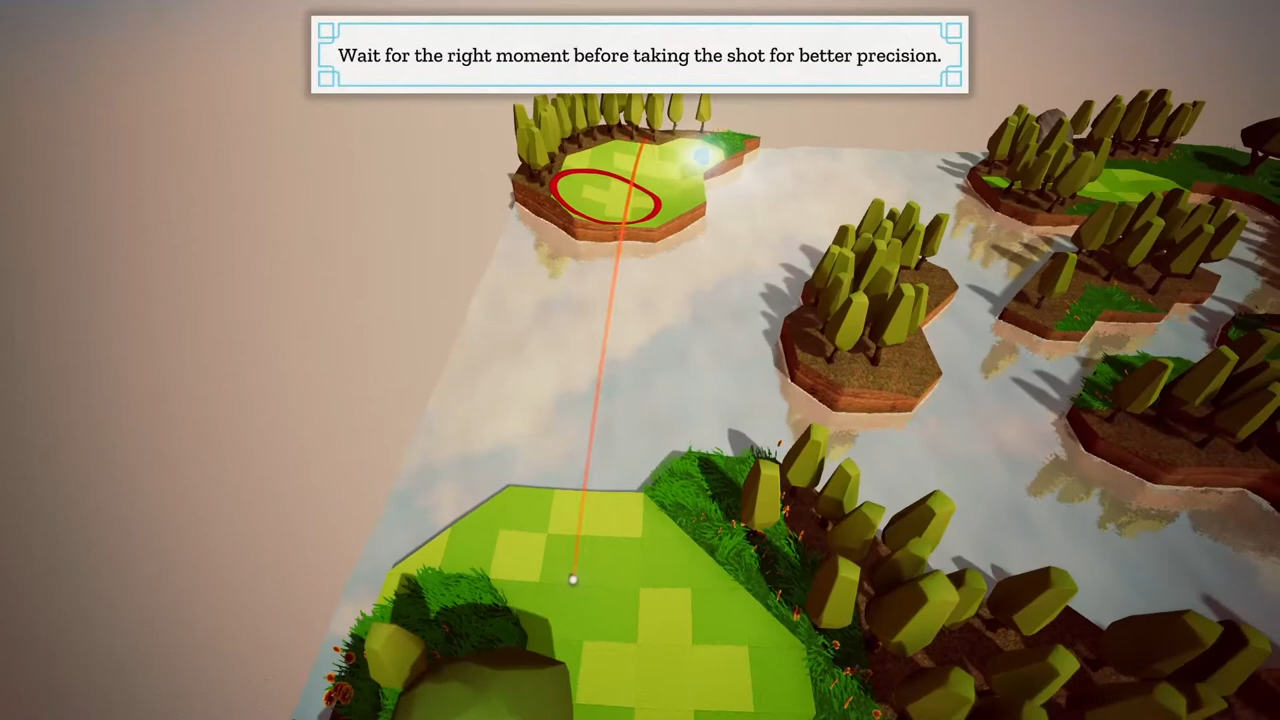 Wait for the right moment before taking the shot for better precision.